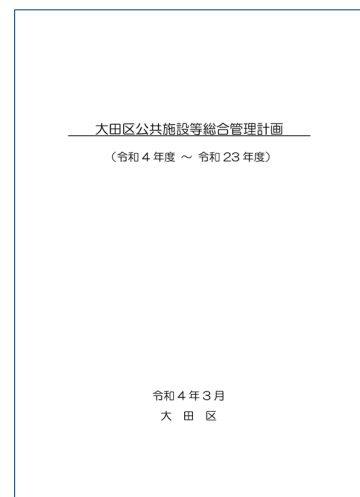 大田区公共施設等総合管理計画
（令和４年度 ～ 令和 23 年度）
令和４年３月
大 田 区